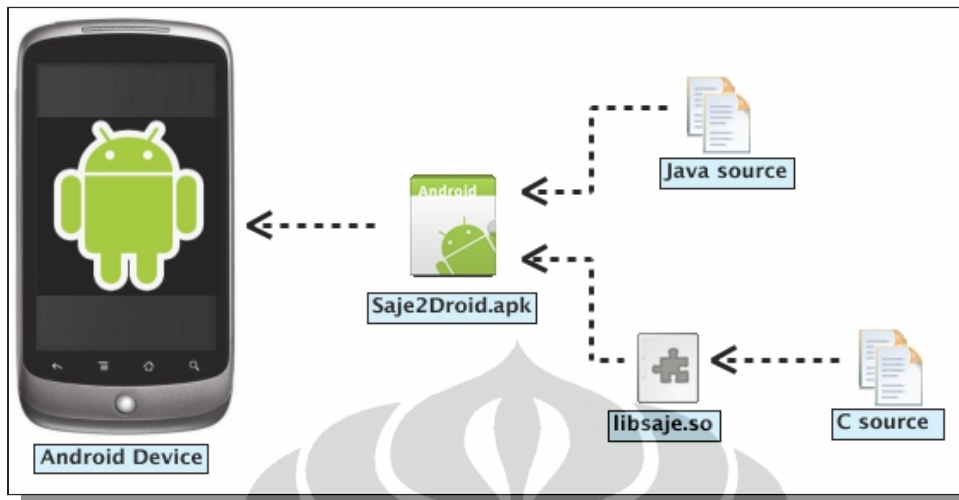 Java source
Android
Saje2Droid.apk
libsaje.so
C source
Android Device